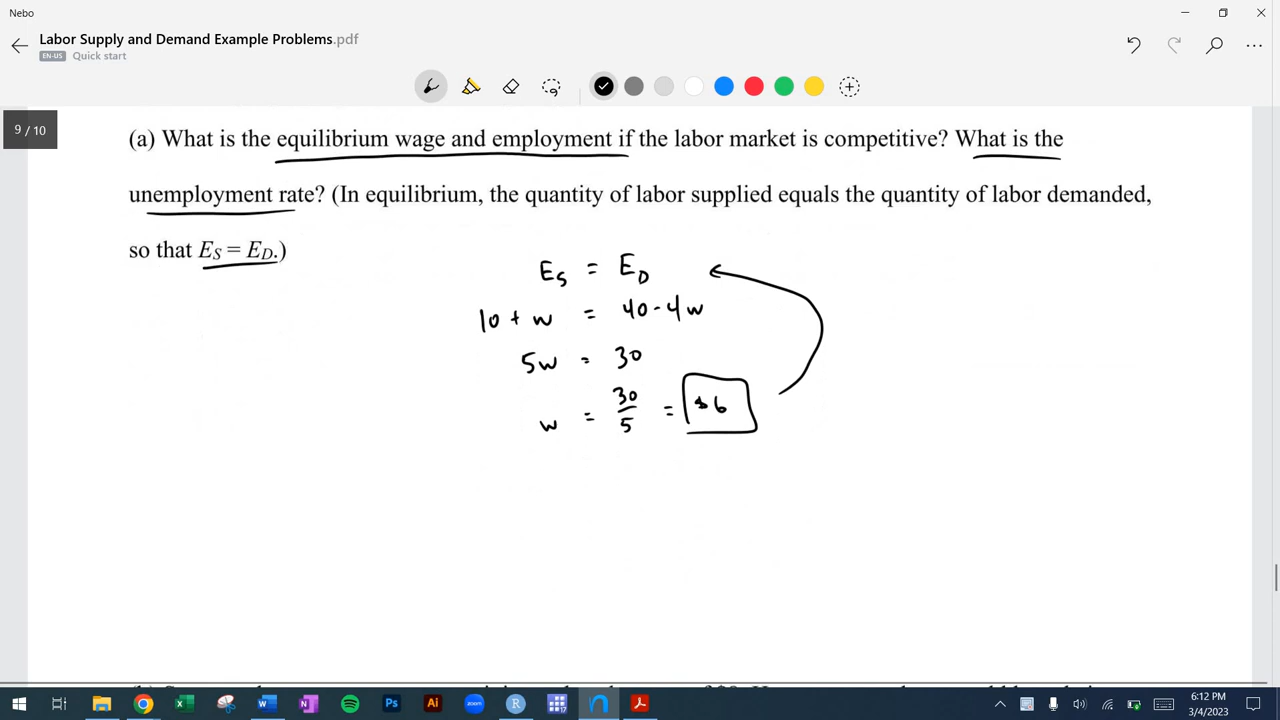 Nebo
Labor Supply and Demand Example Problems.pdf
EN-US Quick start
9 / 10
(a) What is the equilibrium wage and employment if the labor market is competitive? What is the
unemployment rate? (In equilibrium, the quantity of labor supplied equals the quantity of labor demanded,
so that ES = ED.)
ES = ED
10 + w = 40 - 4w
5w = 30
w = 30/5 = $6
6:12 PM
3/4/2023